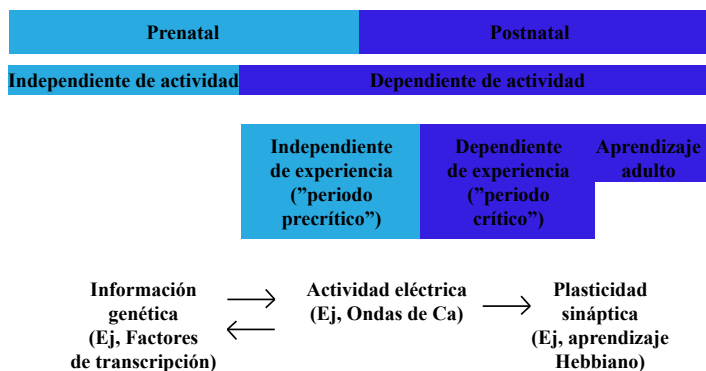 Prenatal
Postnatal
Independiente de actividad
Dependiente de actividad
Independiente
de experiencia
(”periodo
precrítico”)
Dependiente
de experiencia
(”periodo
crítico”)
Aprendizaje
adulto
Información
genética
(Ej, Factores
de transcripción)
Actividad eléctrica
(Ej, Ondas de Ca)
Plasticidad
sináptica
(Ej, aprendizaje
Hebbiano)